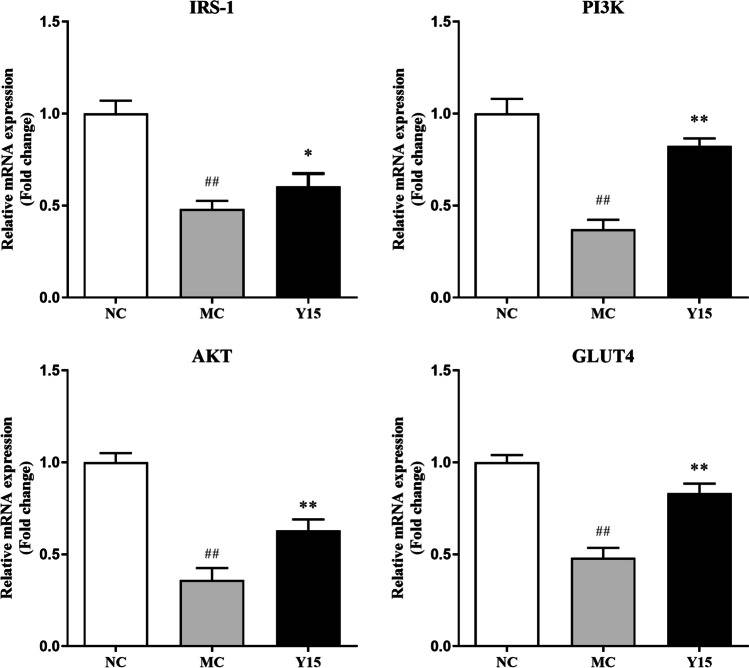 IRS-1
Relative mRNA expression
(Fold change)
1.5
1.0
0.5
0.0
##
*
NC MC Y15
PI3K
Relative mRNA expression
(Fold change)
1.5
1.0
0.5
0.0
##
**
NC MC Y15
AKT
Relative mRNA expression
(Fold change)
1.5
1.0
0.5
0.0
##
**
NC MC Y15
GLUT4
Relative mRNA expression
(Fold change)
1.5
1.0
0.5
0.0
##
**
NC MC Y15